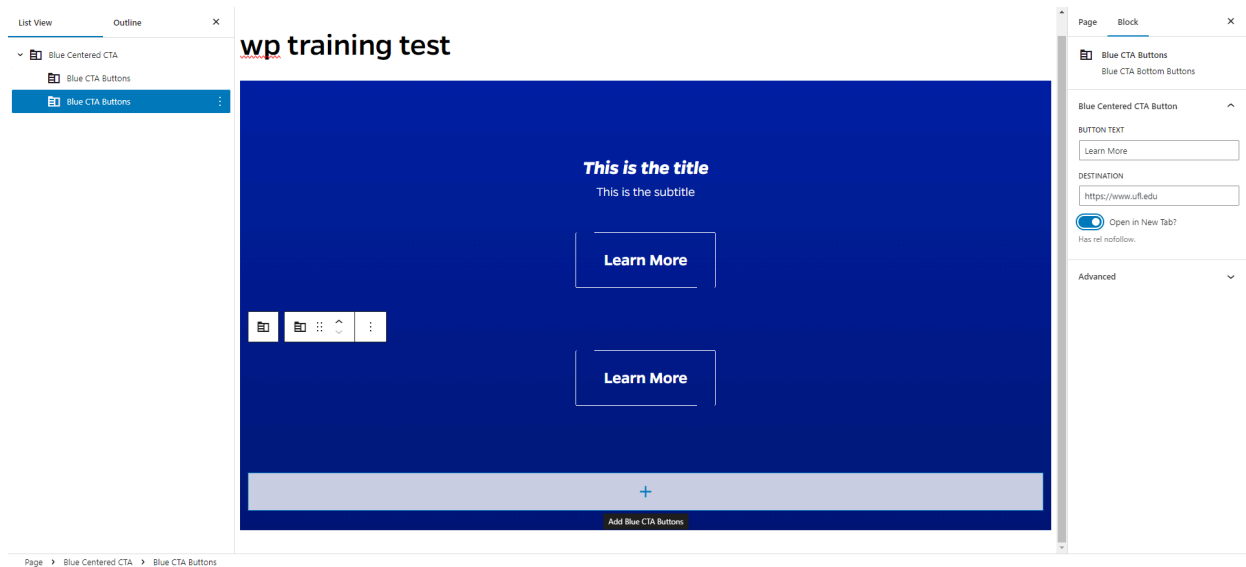 List View
Outline
Blue Centered CTA
Blue CTA Buttons
Blue CTA Buttons
wp training test
This is the title
This is the subtitle
Learn More
Learn More
Add Blue CTA Buttons
Page
Block
Blue CTA Buttons
Blue CTA Bottom Buttons
Blue Centered CTA Button
BUTTON TEXT
Learn More
DESTINATION
https://www.ufl.edu
Open in New Tab?
Has rel nofollow.
Advanced
Page > Blue Centered CTA > Blue CTA Buttons